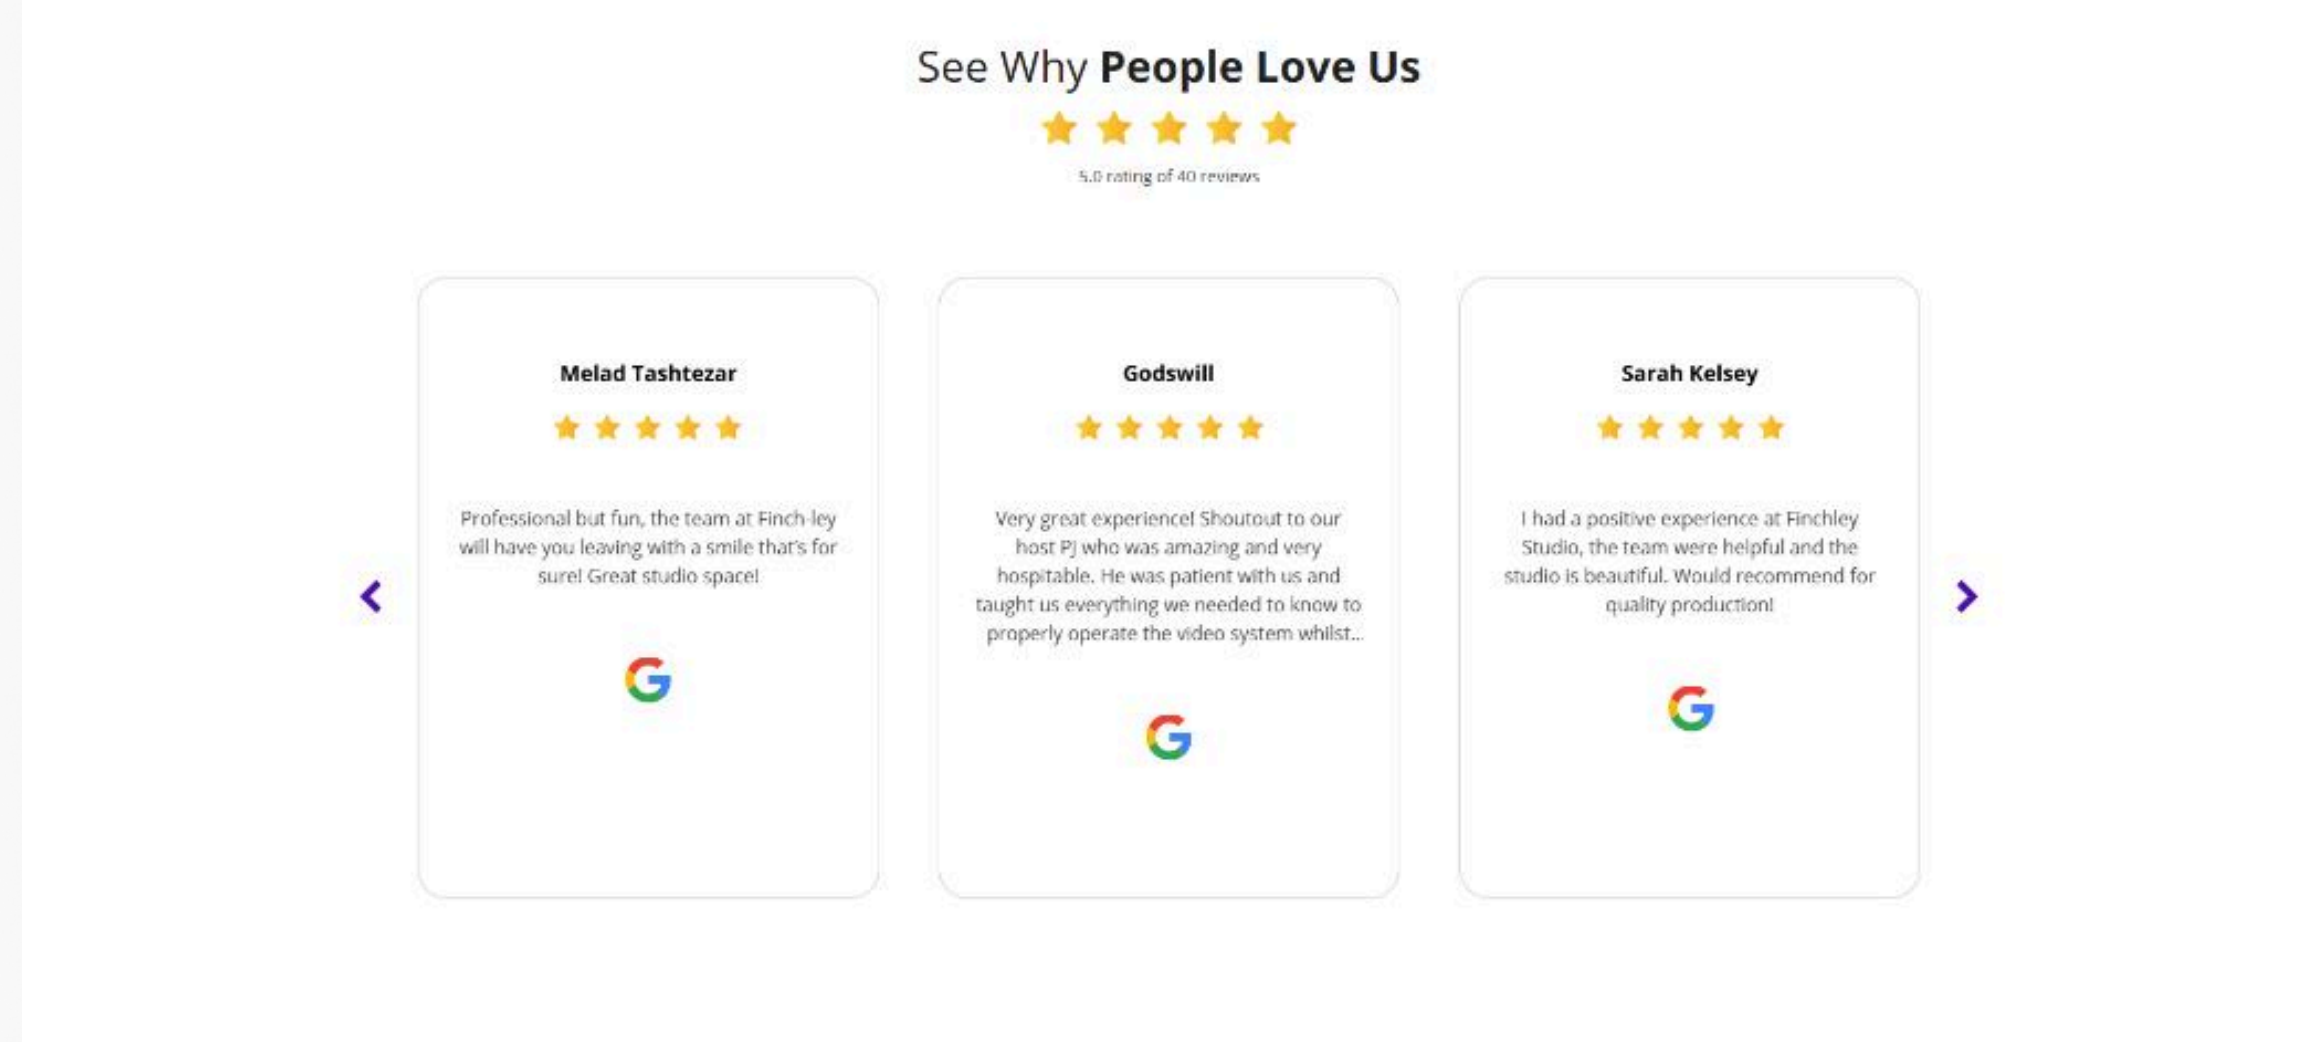 See Why People Love Us
5.0 rating of 40 reviews
Melad Tashtezar
Professional but fun, the team at Finch-ley
will have you leaving with a smile that's for
sure! Great studio space!
Godswill
Very great experience! Shoutout to our
host PJ who was amazing and very
hospitable. He was patient with us and
taught us everything we needed to know to
properly operate the video system whilst...
Sarah Kelsey
I had a positive experience at Finchley
Studio, the team were helpful and the
studio is beautiful. Would recommend for
quality production!